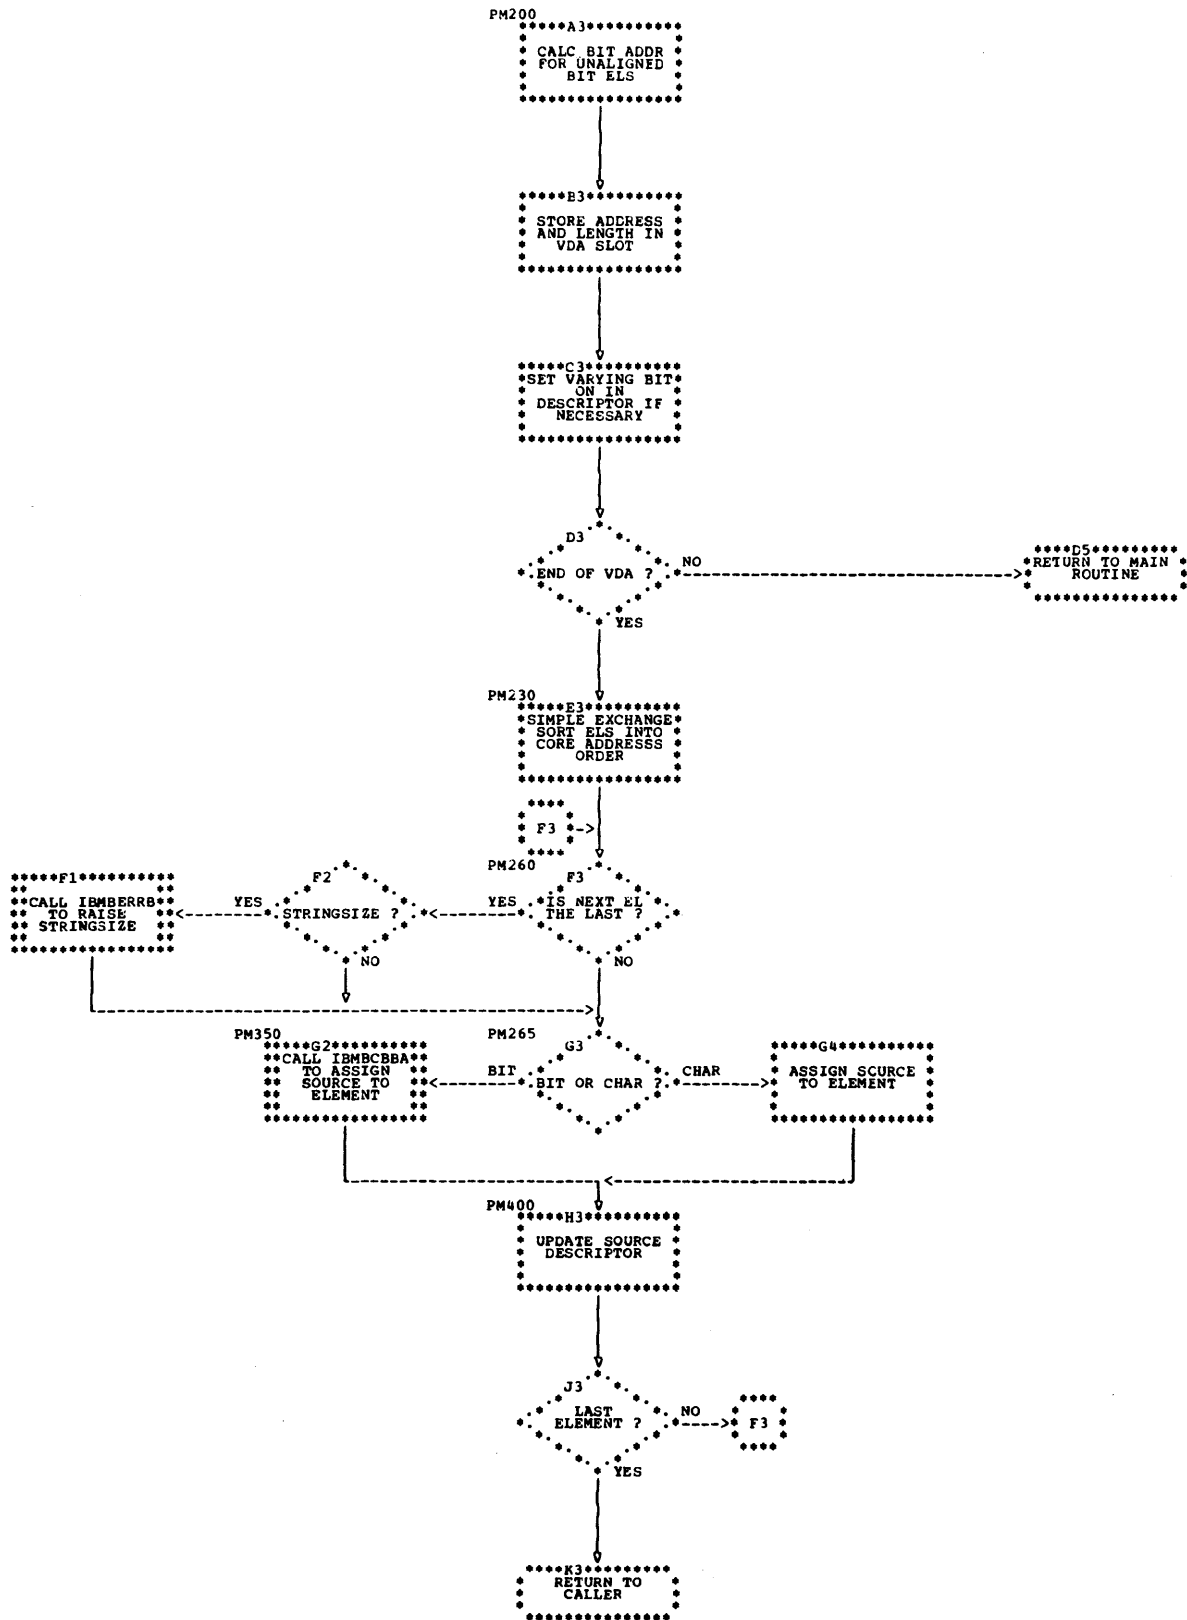 PM200
A3
CALC BIT ADDR
FOR UNALIGNED
BIT ELS
B3
STORE ADDRESS
AND LENGTH IN
VDA SLOT
C3
SET VARYING BIT
ON IN
DESCRIPTOR IF
NECESSARY
D3
END OF VDA ?
NO
YES
D5
RETURN TO MAIN
ROUTINE
PM230
E3
SIMPLE EXCHANGE
SORT ELS INTO
CORE ADDRESSS
ORDER
F3
PM260
F3
IS NEXT EL
THE LAST ?
YES
NO
F2
STRINGSIZE ?
YES
NO
F1
CALL IBMBERRB
TO RAISE
STRINGSIZE
PM350
G2
CALL IBMBCBBA
TO ASSIGN
SOURCE TO
ELEMENT
PM265
G3
BIT OR CHAR ?
BIT
CHAR
G4
ASSIGN SOURCE
TO ELEMENT
PM400
H3
UPDATE SOURCE
DESCRIPTOR
J3
LAST
ELEMENT ?
NO
F3
YES
K3
RETURN TO
CALLER